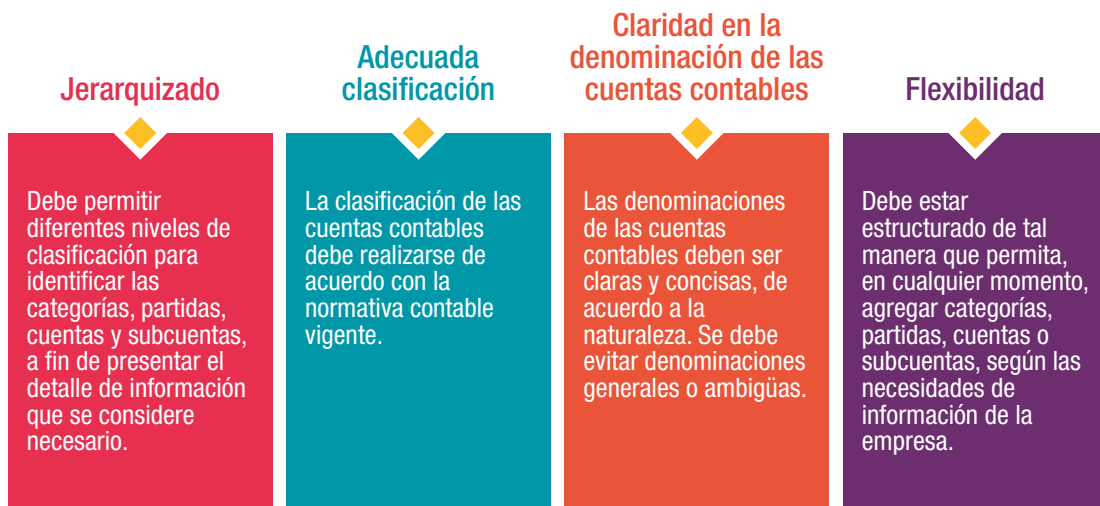 Jerarquizado
Debe permitir
diferentes niveles de
clasificación para
identificar las
categorías, partidas,
cuentas y subcuentas,
a fin de presentar el
detalle de información
que se considere
necesario.
Adecuada
clasificación
La clasificación de las
cuentas contables
debe realizarse de
acuerdo con la
normativa contable
vigente.
Claridad en la
denominación de las
cuentas contables
Las denominaciones
de las cuentas
contables deben ser
claras y concisas, de
acuerdo a la
naturaleza. Se debe
evitar denominaciones
generales o ambigüas.
Flexibilidad
Debe estar
estructurado de tal
manera que permita,
en cualquier momento,
agregar categorías,
partidas, cuentas o
subcuentas, según las
necesidades de
información de la
empresa.